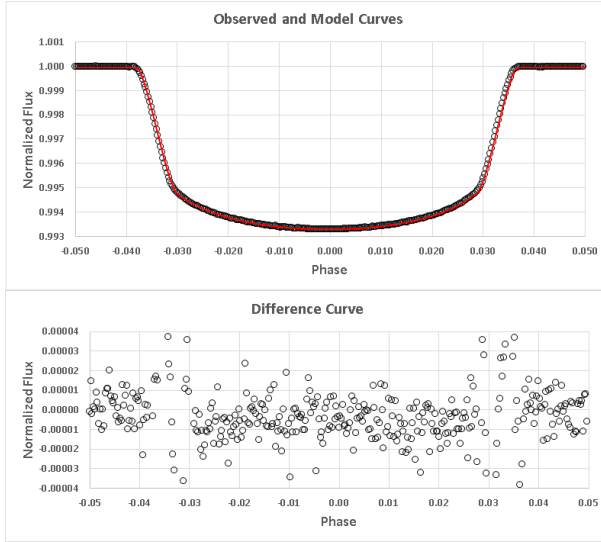 Observed and Model Curves
Normalized Flux
1.001
1.000
0.999
0.998
0.997
0.996
0.995
0.994
0.993
-0.050 -0.040 -0.030 -0.020 -0.010 0.000 0.010 0.020 0.030 0.040 0.050
Phase
Difference Curve
Normalized Flux
0.00004
0.00003
0.00002
0.00001
0.00000
-0.00001
-0.00002
-0.00003
-0.00004
-0.05 -0.04 -0.03 -0.02 -0.01 0.00 0.01 0.02 0.03 0.04 0.05
Phase